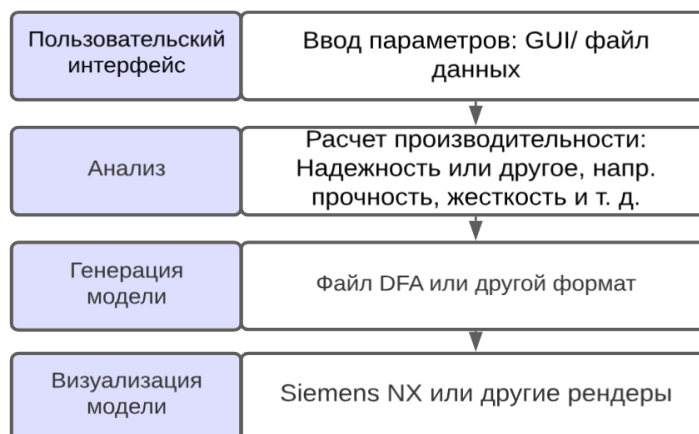 Пользовательский
интерфейс
Ввод параметров: GUI/ файл
данных
Анализ
Расчет производительности:
Надежность или другое, напр.
прочность, жесткость и т. д.
Генерация
модели
Файл DFA или другой формат
Визуализация
модели
Siemens NX или другие рендеры